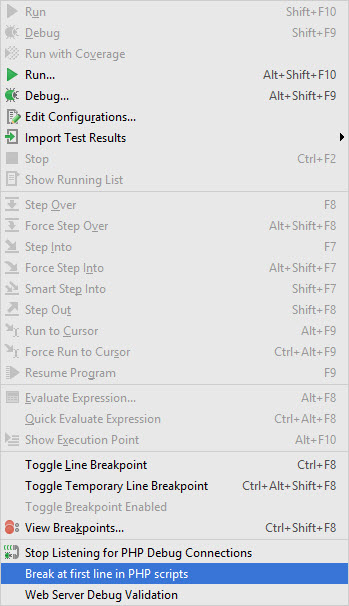 Run Shift+F10
Debug Shift+F9
Run with Coverage
Run... Alt+Shift+F10
Debug... Alt+Shift+F9
Edit Configurations...
Import Test Results
Stop Ctrl+F2
Show Running List
Step Over F8
Force Step Over Alt+Shift+F8
Step Into F7
Force Step Into Alt+Shift+F7
Smart Step Into Shift+F7
Step Out Shift+F8
Run to Cursor Alt+F9
Force Run to Cursor Ctrl+Alt+F9
Resume Program F9
Evaluate Expression... Alt+F8
Quick Evaluate Expression Ctrl+Alt+F8
Show Execution Point Alt+F10
Toggle Line Breakpoint Ctrl+F8
Toggle Temporary Line Breakpoint Ctrl+Alt+Shift+F8
Toggle Breakpoint Enabled
View Breakpoints... Ctrl+Shift+F8
Stop Listening for PHP Debug Connections
Break at first line in PHP scripts
Web Server Debug Validation